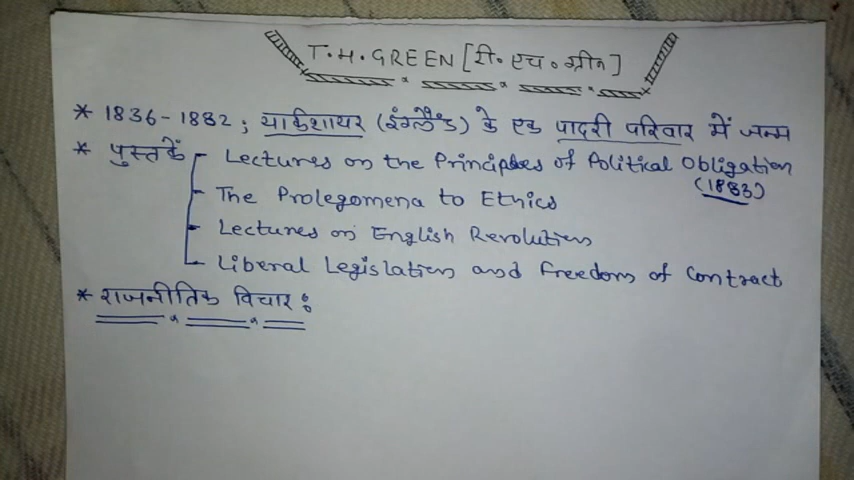 T.H.GREEN [टी० एच० ग्रीन]
* 1836-1882; यार्कशायर (इंग्लैण्ड) के एक पादरी परिवार में जन्म
* पुस्तकें - Lectures on the Principles of Political Obligation
(1883)
- The Prolegomena to Ethics
- Lectures on English Revolution
- Liberal Legislation and Freedom of Contract
* राजनीतिक विचार :